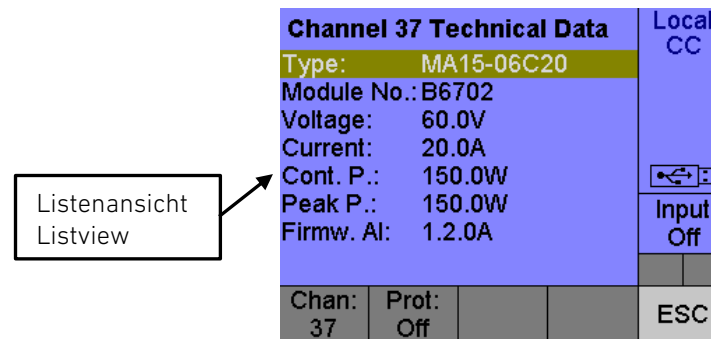 Channel 37 Technical Data
Type: MA15-06C20
Module No.: B6702
Voltage: 60.0V
Current: 20.0A
Cont. P.: 150.0W
Peak P.: 150.0W
Firmw. AI: 1.2.0A
Local
CC
Input
Off
Chan:
37
Prot:
Off
ESC
Listenansicht
Listview